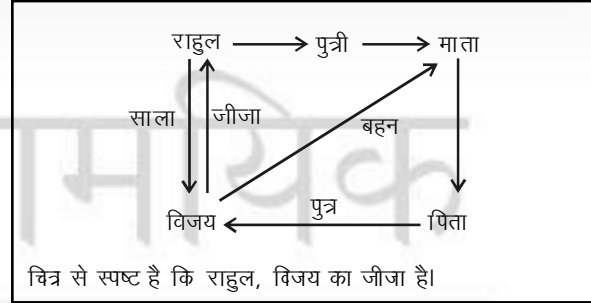 राहुल पुत्री माता
साला जीजा
बहन
पुत्र
विजय पिता
चित्र से स्पष्ट है कि राहुल, विजय का जीजा है।